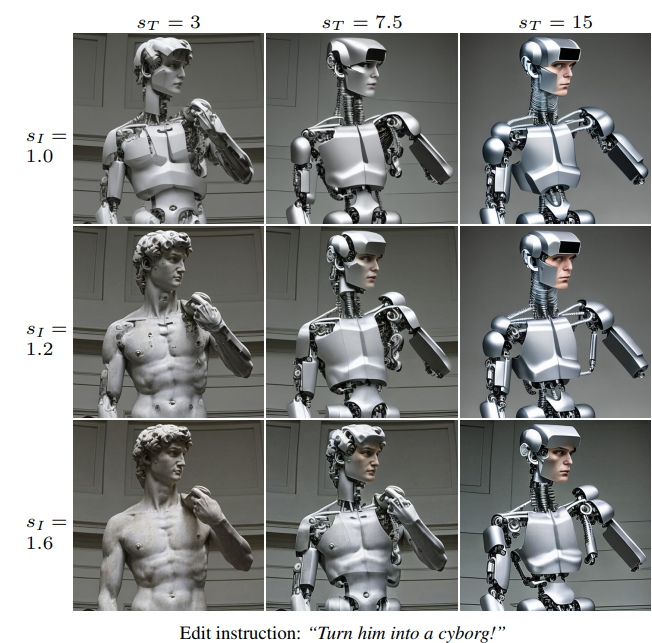 s_T = 3 s_T = 7.5 s_T = 15
s_I =
1.0
s_I =
1.2
s_I =
1.6
Edit instruction: “Turn him into a cyborg!”